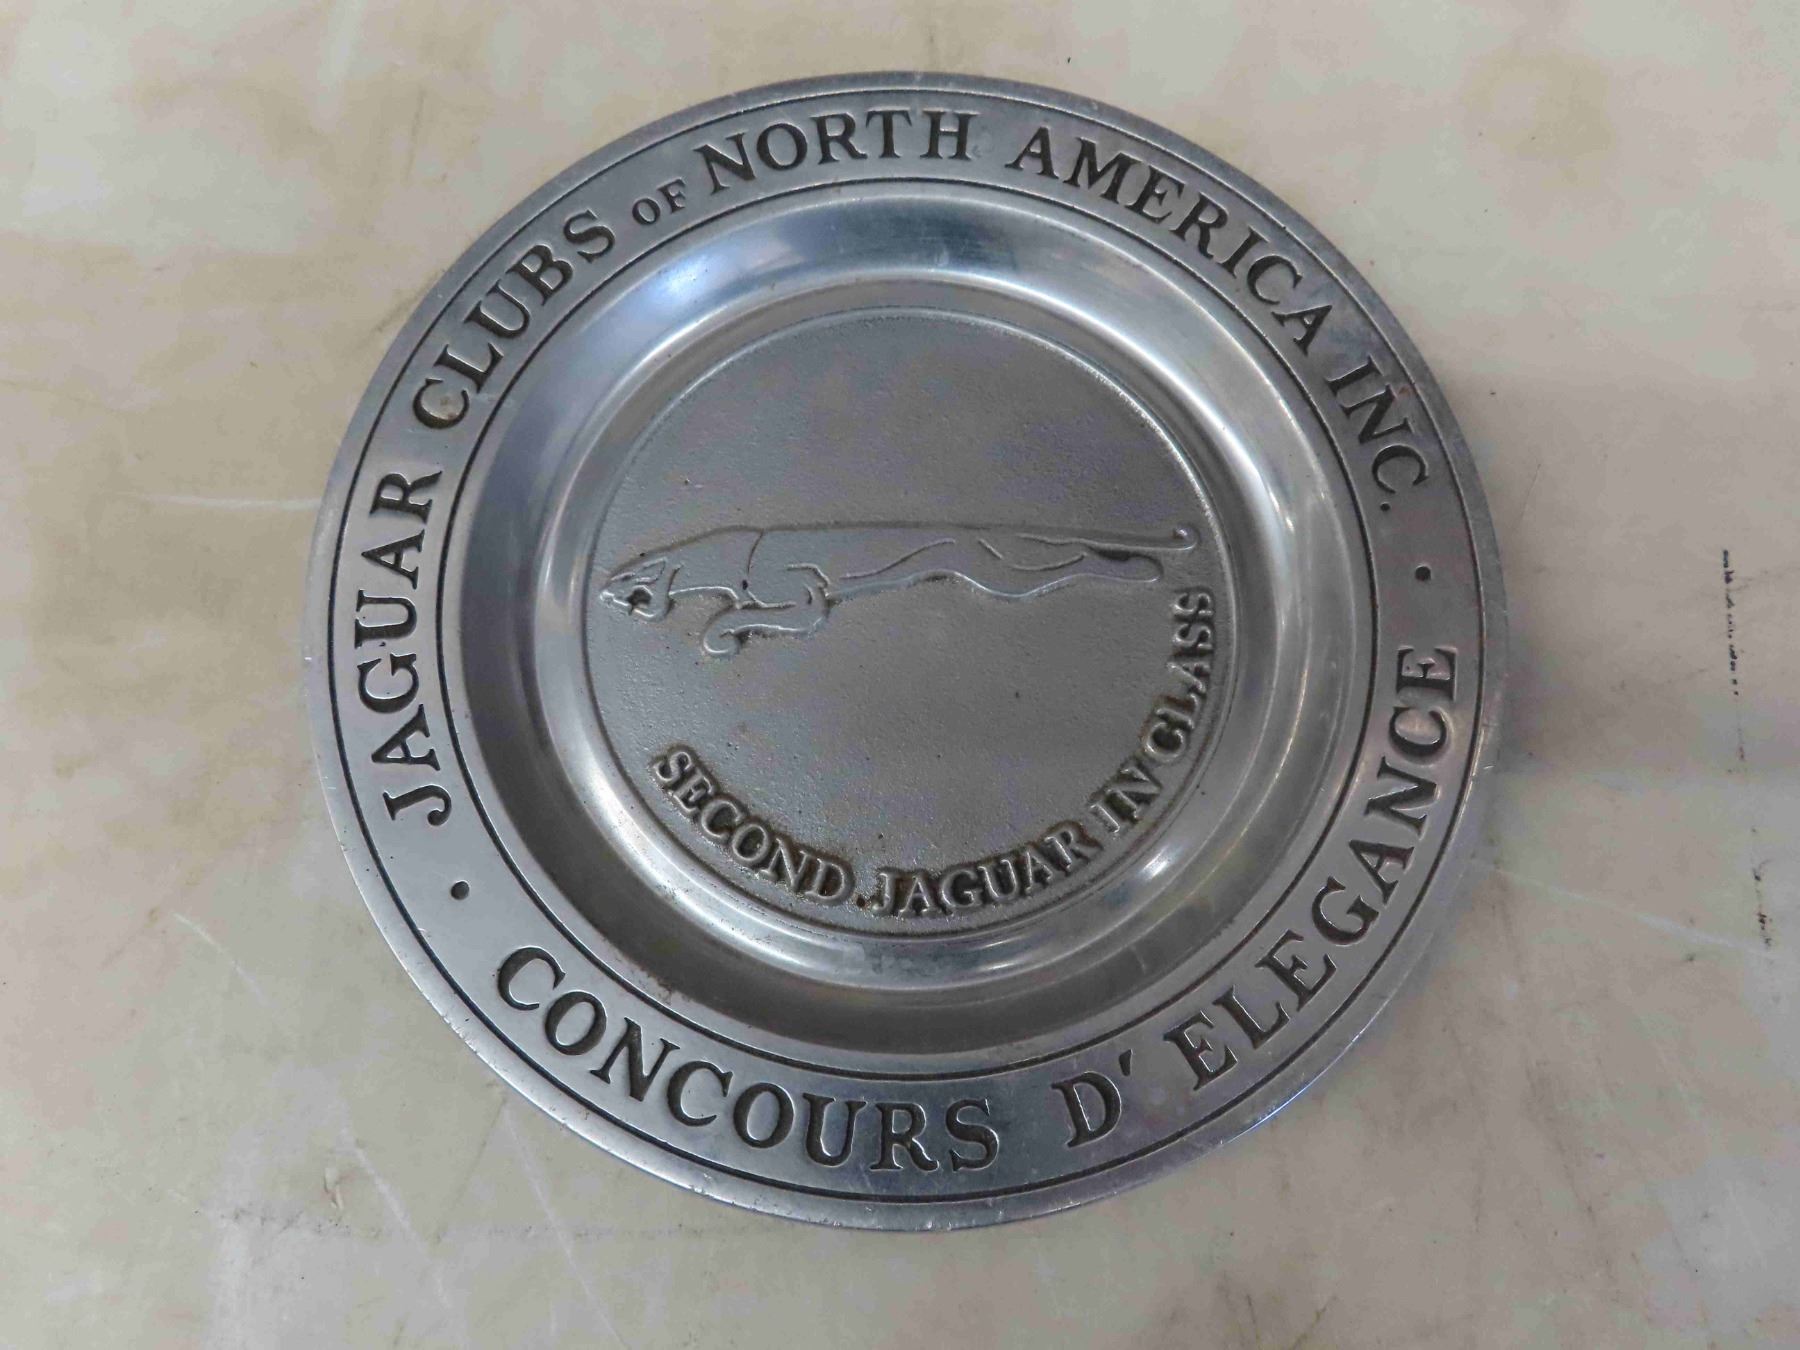 JAGUAR CLUBS OF NORTH AMERICA INC.
· CONCOURS D' ELEGANCE ·
SECOND JAGUAR IN CLASS